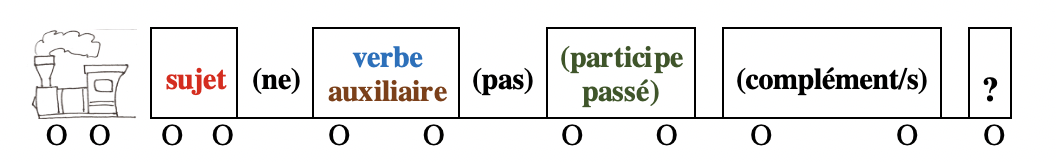 verbe (participe
sujet (ne) auxiliaire (pas) passé) (complément/s) ?
O O O O O O O O O O O